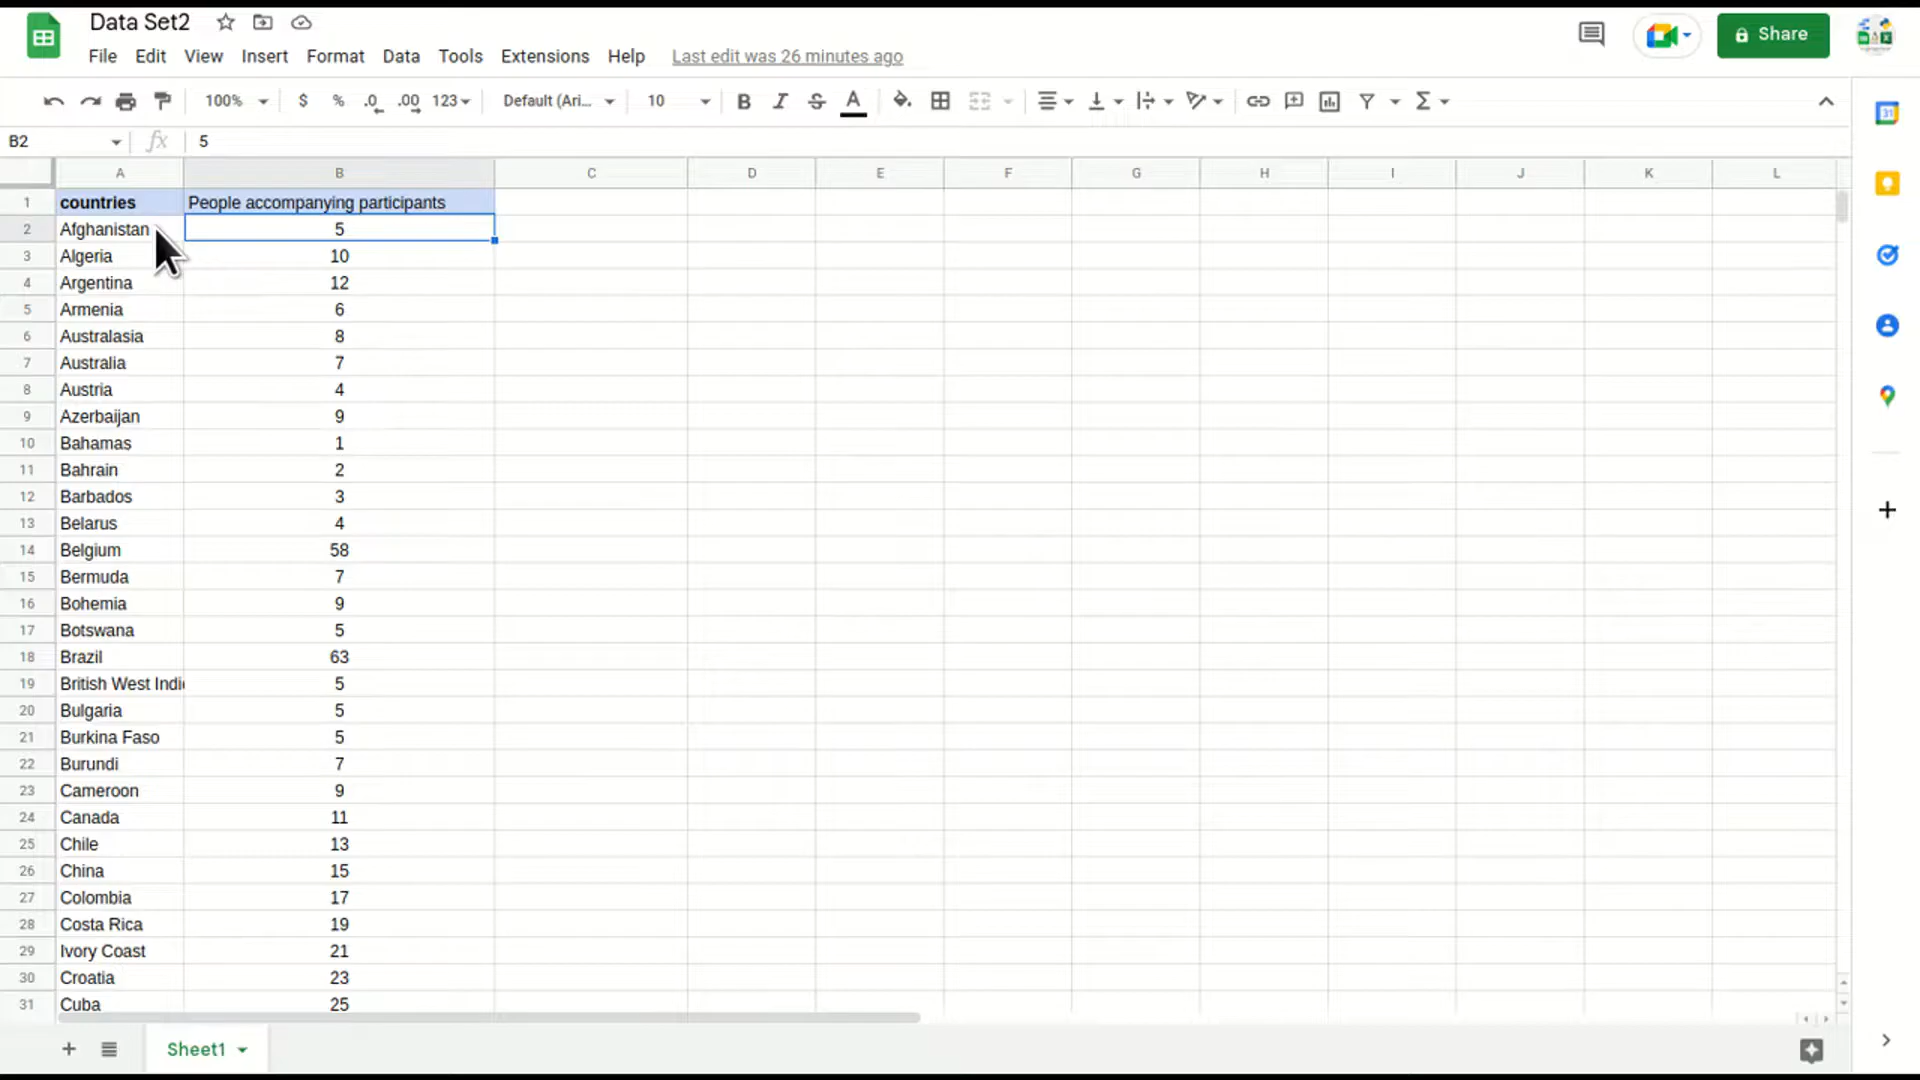 Data Set2
File Edit View Insert Format Data Tools Extensions Help Last edit was 26 minutes ago
Share
100% $ % .0 .00 123 Default (Ari... 10 B I S A
B2 fx 5
A B C D E F G H I J K L
1 countries People accompanying participants
2 Afghanistan 5
3 Algeria 10
4 Argentina 12
5 Armenia 6
6 Australasia 8
7 Australia 7
8 Austria 4
9 Azerbaijan 9
10 Bahamas 1
11 Bahrain 2
12 Barbados 3
13 Belarus 4
14 Belgium 58
15 Bermuda 7
16 Bohemia 9
17 Botswana 5
18 Brazil 63
19 British West Indi 5
20 Bulgaria 5
21 Burkina Faso 5
22 Burundi 7
23 Cameroon 9
24 Canada 11
25 Chile 13
26 China 15
27 Colombia 17
28 Costa Rica 19
29 Ivory Coast 21
30 Croatia 23
31 Cuba 25
Sheet1
31